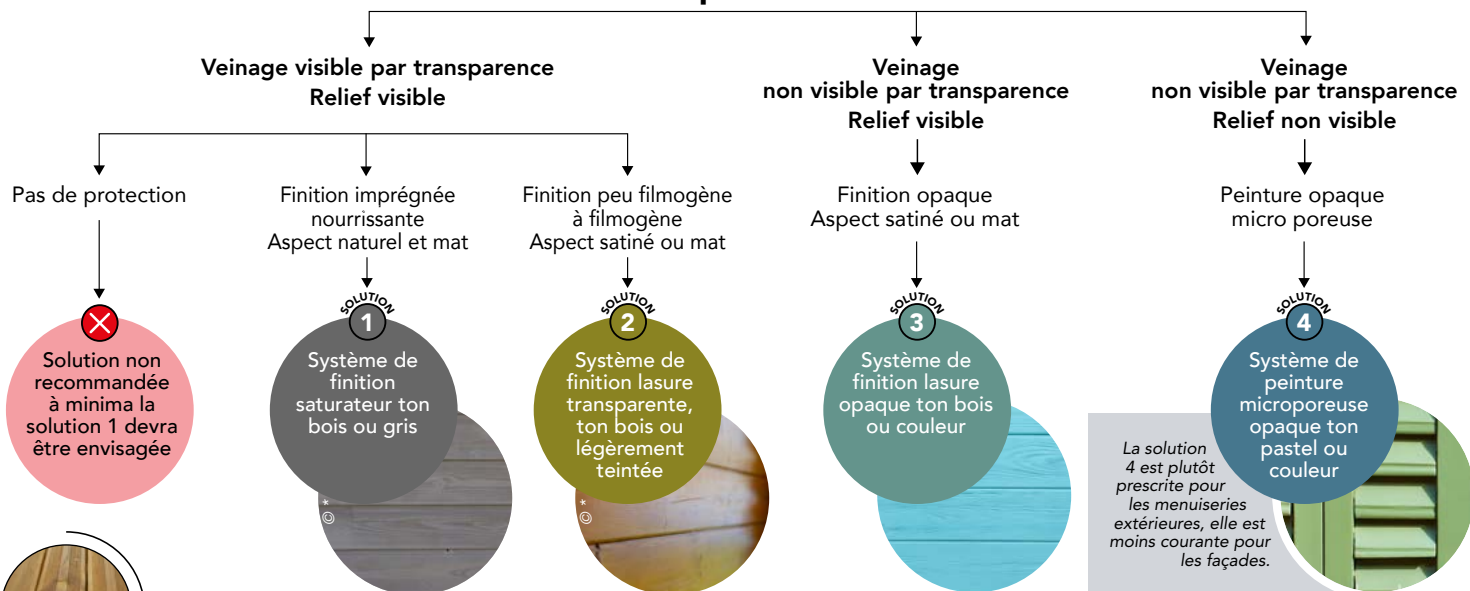 Veinage visible par transparence
Relief visible
Veinage
non visible par transparence
Relief visible
Veinage
non visible par transparence
Relief non visible
Pas de protection
Finition imprégnée
nourrissante
Aspect naturel et mat
Finition peu filmogène
à filmogène
Aspect satiné ou mat
Finition opaque
Aspect satiné ou mat
Peinture opaque
micro poreuse
Solution non
recommandée
à minima la
solution 1 devra
être envisagée
SOLUTION
1
Système de
finition
saturateur ton
bois ou gris
© *
SOLUTION
2
Système de
finition lasure
transparente,
ton bois ou
légèrement
teintée
© *
SOLUTION
3
Système de
finition lasure
opaque ton bois
ou couleur
SOLUTION
4
Système de
peinture
microporeuse
opaque ton
pastel ou
couleur
La solution
4 est plutôt
prescrite pour
les menuiseries
extérieures, elle est
moins courante pour
les façades.